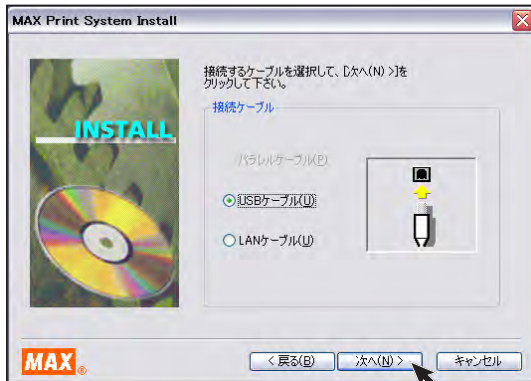 MAX Print System Install
接続するケーブルを選択して、[次へ(N) >]を
クリックして下さい。
INSTALL
接続ケーブル
パラレルケーブル(P)
USBケーブル(U)
LANケーブル(U)
MAX®
< 戻る(B)
次へ(N) >
キャンセル